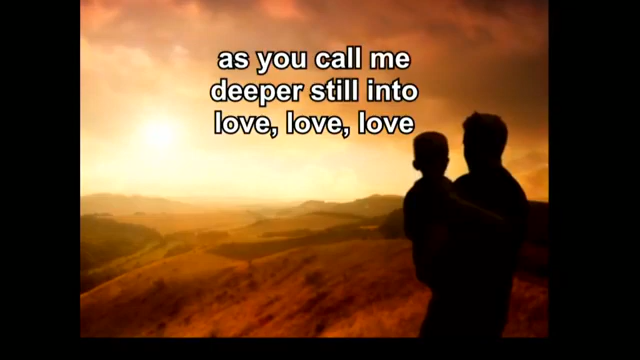 as you call me
deeper still into
love, love, love